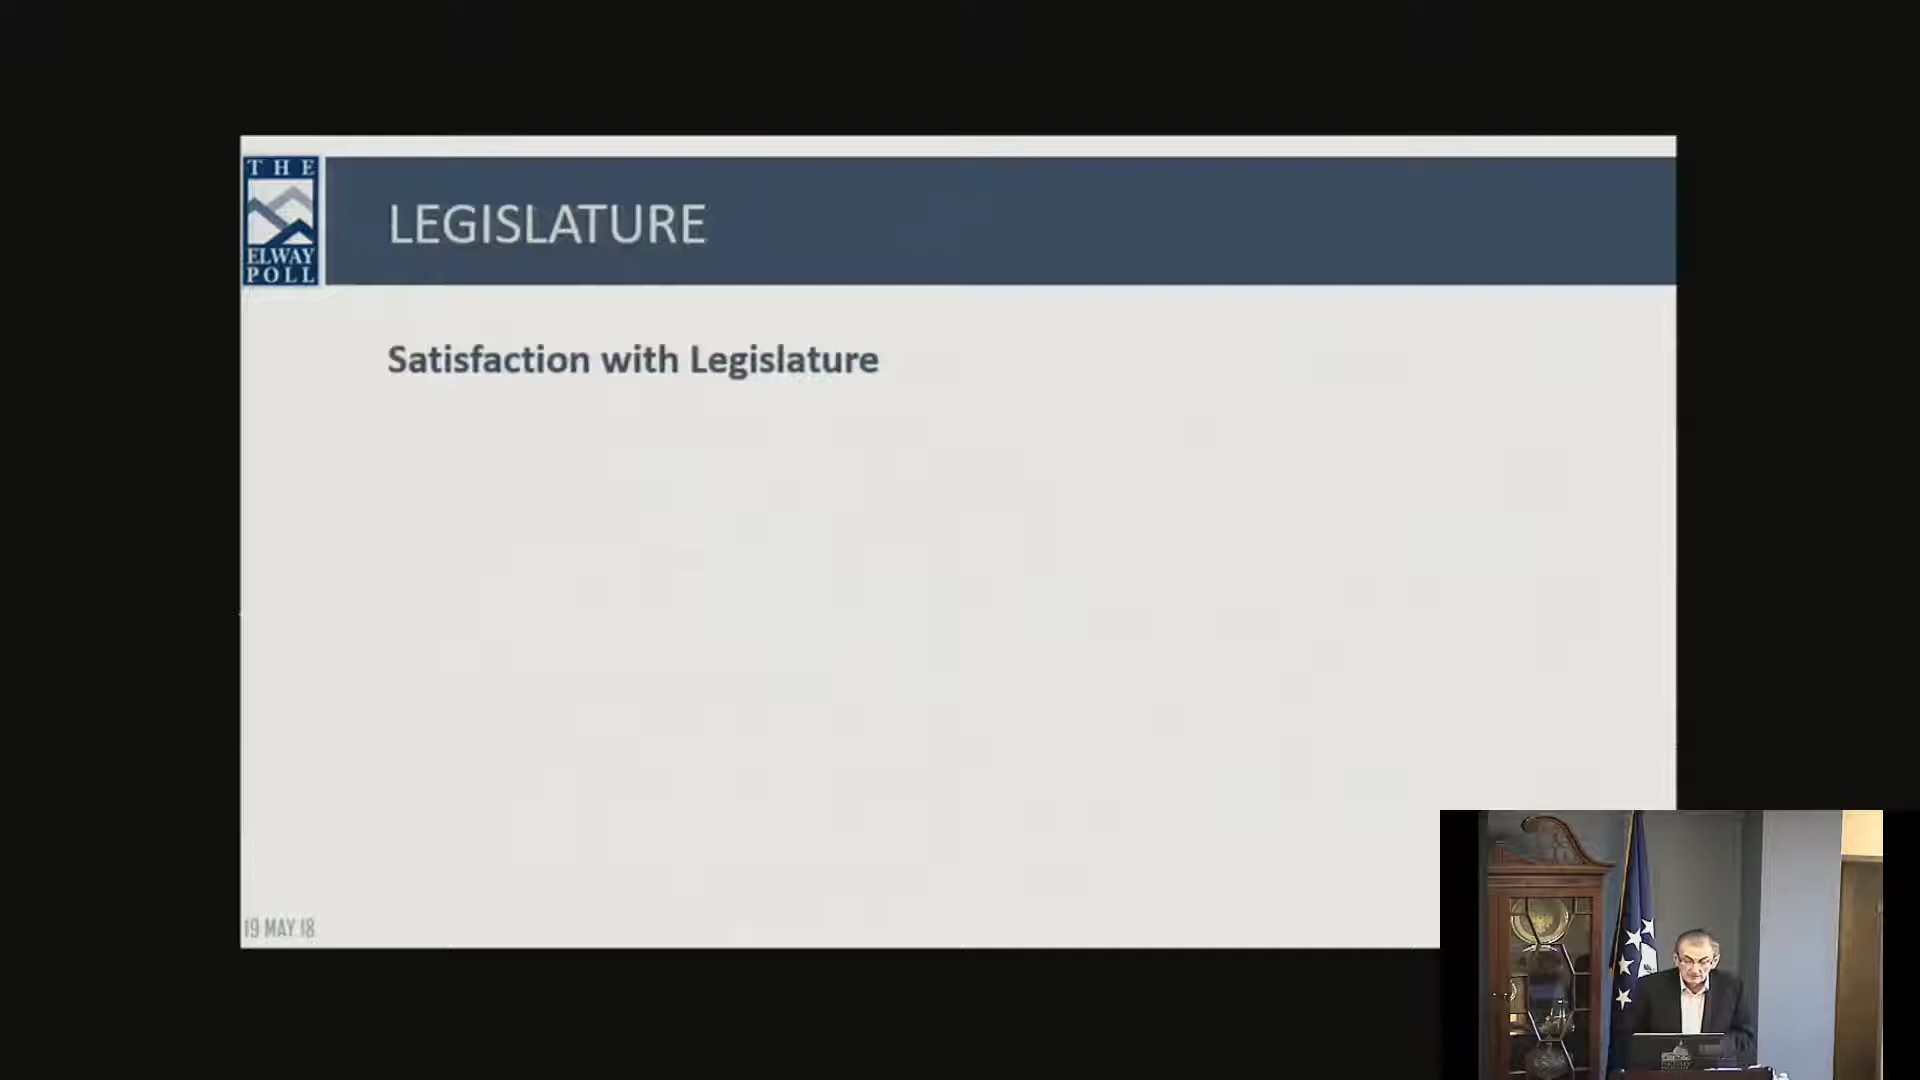 THE
ELWAY
POLL
LEGISLATURE
Satisfaction with Legislature
19 MAY 18